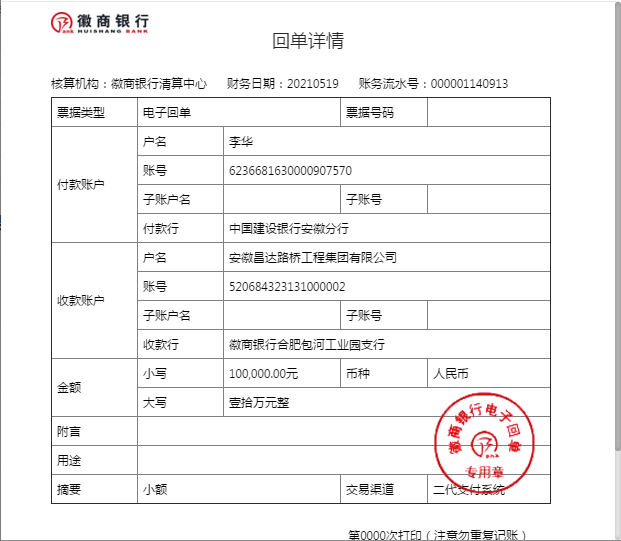 徽商银行
HUISHANG BANK
回单详情
核算机构：徽商银行清算中心 财务日期：20210519 账务流水号：000001140913
票据类型 电子回单 票据号码
付款账户
户名 李华
账号 6236681630000907570
子账户名 子账号
付款行 中国建设银行安徽分行
收款账户
户名 安徽昌达路桥工程集团有限公司
账号 520684323131000002
子账户名 子账号
收款行 徽商银行合肥包河工业园支行
金额
小写 100,000.00元 币种 人民币
大写 壹拾万元整
附言
用途
摘要 小额 交易渠道 二代支付系统
徽商银行电子回单
Bank
专用章
第0000次打印（注意勿重复记账）